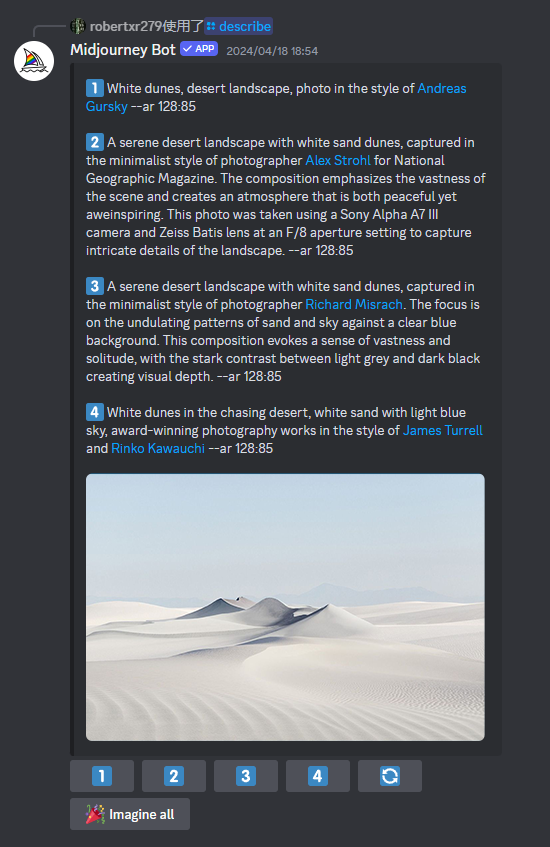 robertxr279使用了 describe
Midjourney Bot ✓ APP 2024/04/18 18:54
1 White dunes, desert landscape, photo in the style of Andreas
Gursky --ar 128:85
2 A serene desert landscape with white sand dunes, captured in
the minimalist style of photographer Alex Strohl for National
Geographic Magazine. The composition emphasizes the vastness of
the scene and creates an atmosphere that is both peaceful yet
aweinspiring. This photo was taken using a Sony Alpha A7 III
camera and Zeiss Batis lens at an F/8 aperture setting to capture
intricate details of the landscape. --ar 128:85
3 A serene desert landscape with white sand dunes, captured in
the minimalist style of photographer Richard Misrach. The focus is
on the undulating patterns of sand and sky against a clear blue
background. This composition evokes a sense of vastness and
solitude, with the stark contrast between light grey and dark black
creating visual depth. --ar 128:85
4 White dunes in the chasing desert, white sand with light blue
sky, award-winning photography works in the style of James Turrell
and Rinko Kawauchi --ar 128:85
1 2 3 4
Imagine all